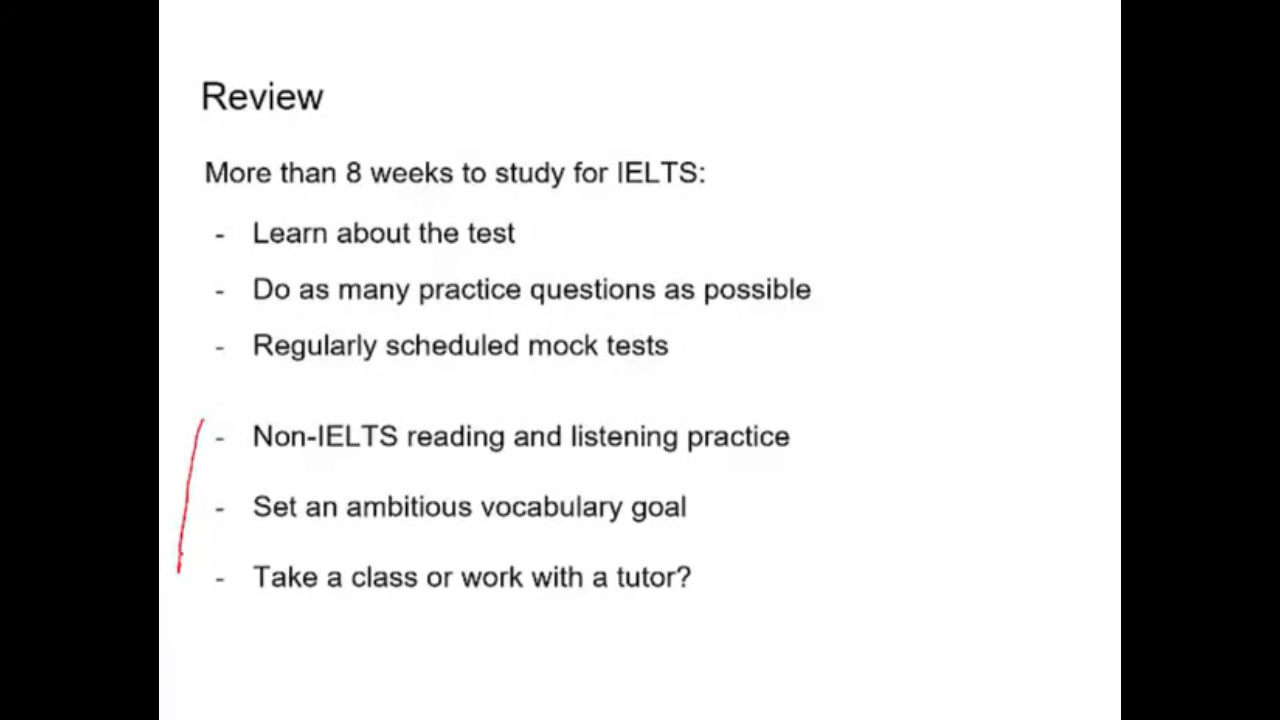 Review
More than 8 weeks to study for IELTS:
- Learn about the test
- Do as many practice questions as possible
- Regularly scheduled mock tests
- Non-IELTS reading and listening practice
- Set an ambitious vocabulary goal
- Take a class or work with a tutor?